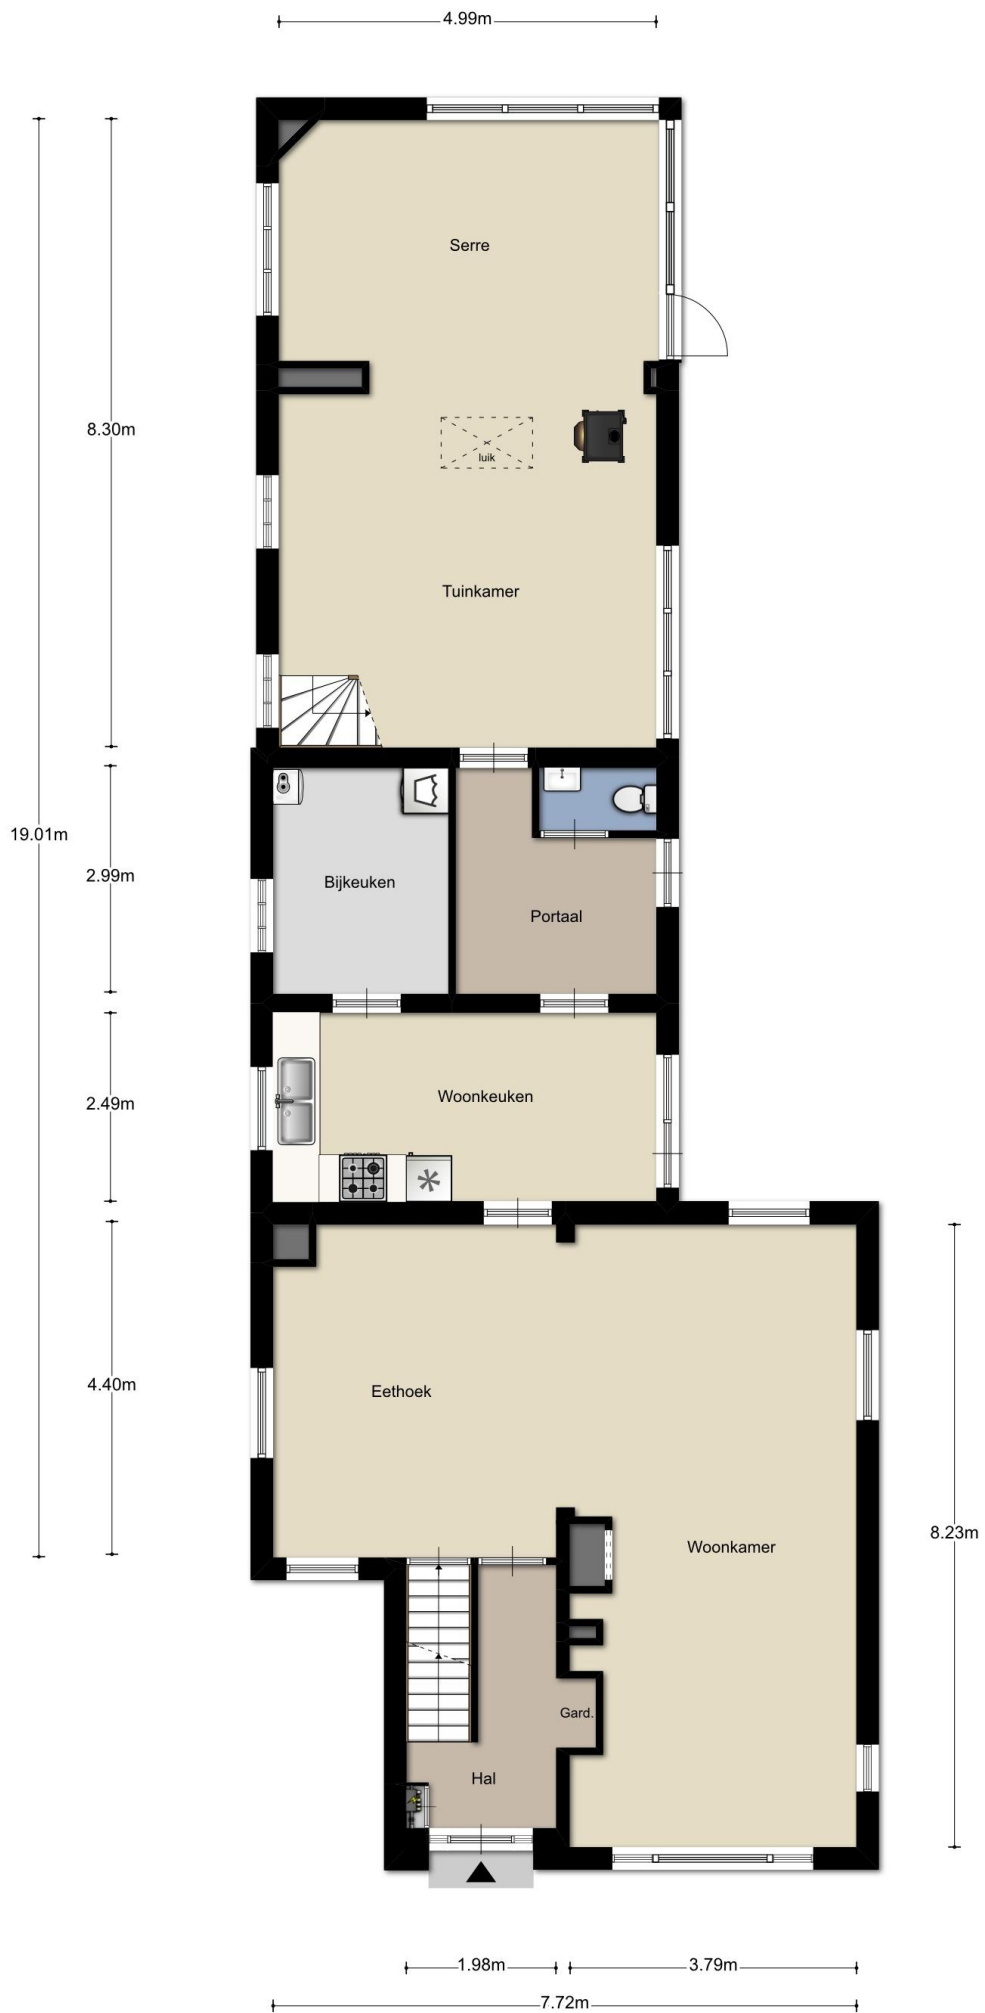 4.99m
Serre
8.30m
luik
Tuinkamer
19.01m
2.99m
Bijkeuken
Portaal
2.49m
Woonkeuken
4.40m
Eethoek
8.23m
Woonkamer
Gard.
Hal
1.98m
3.79m
7.72m